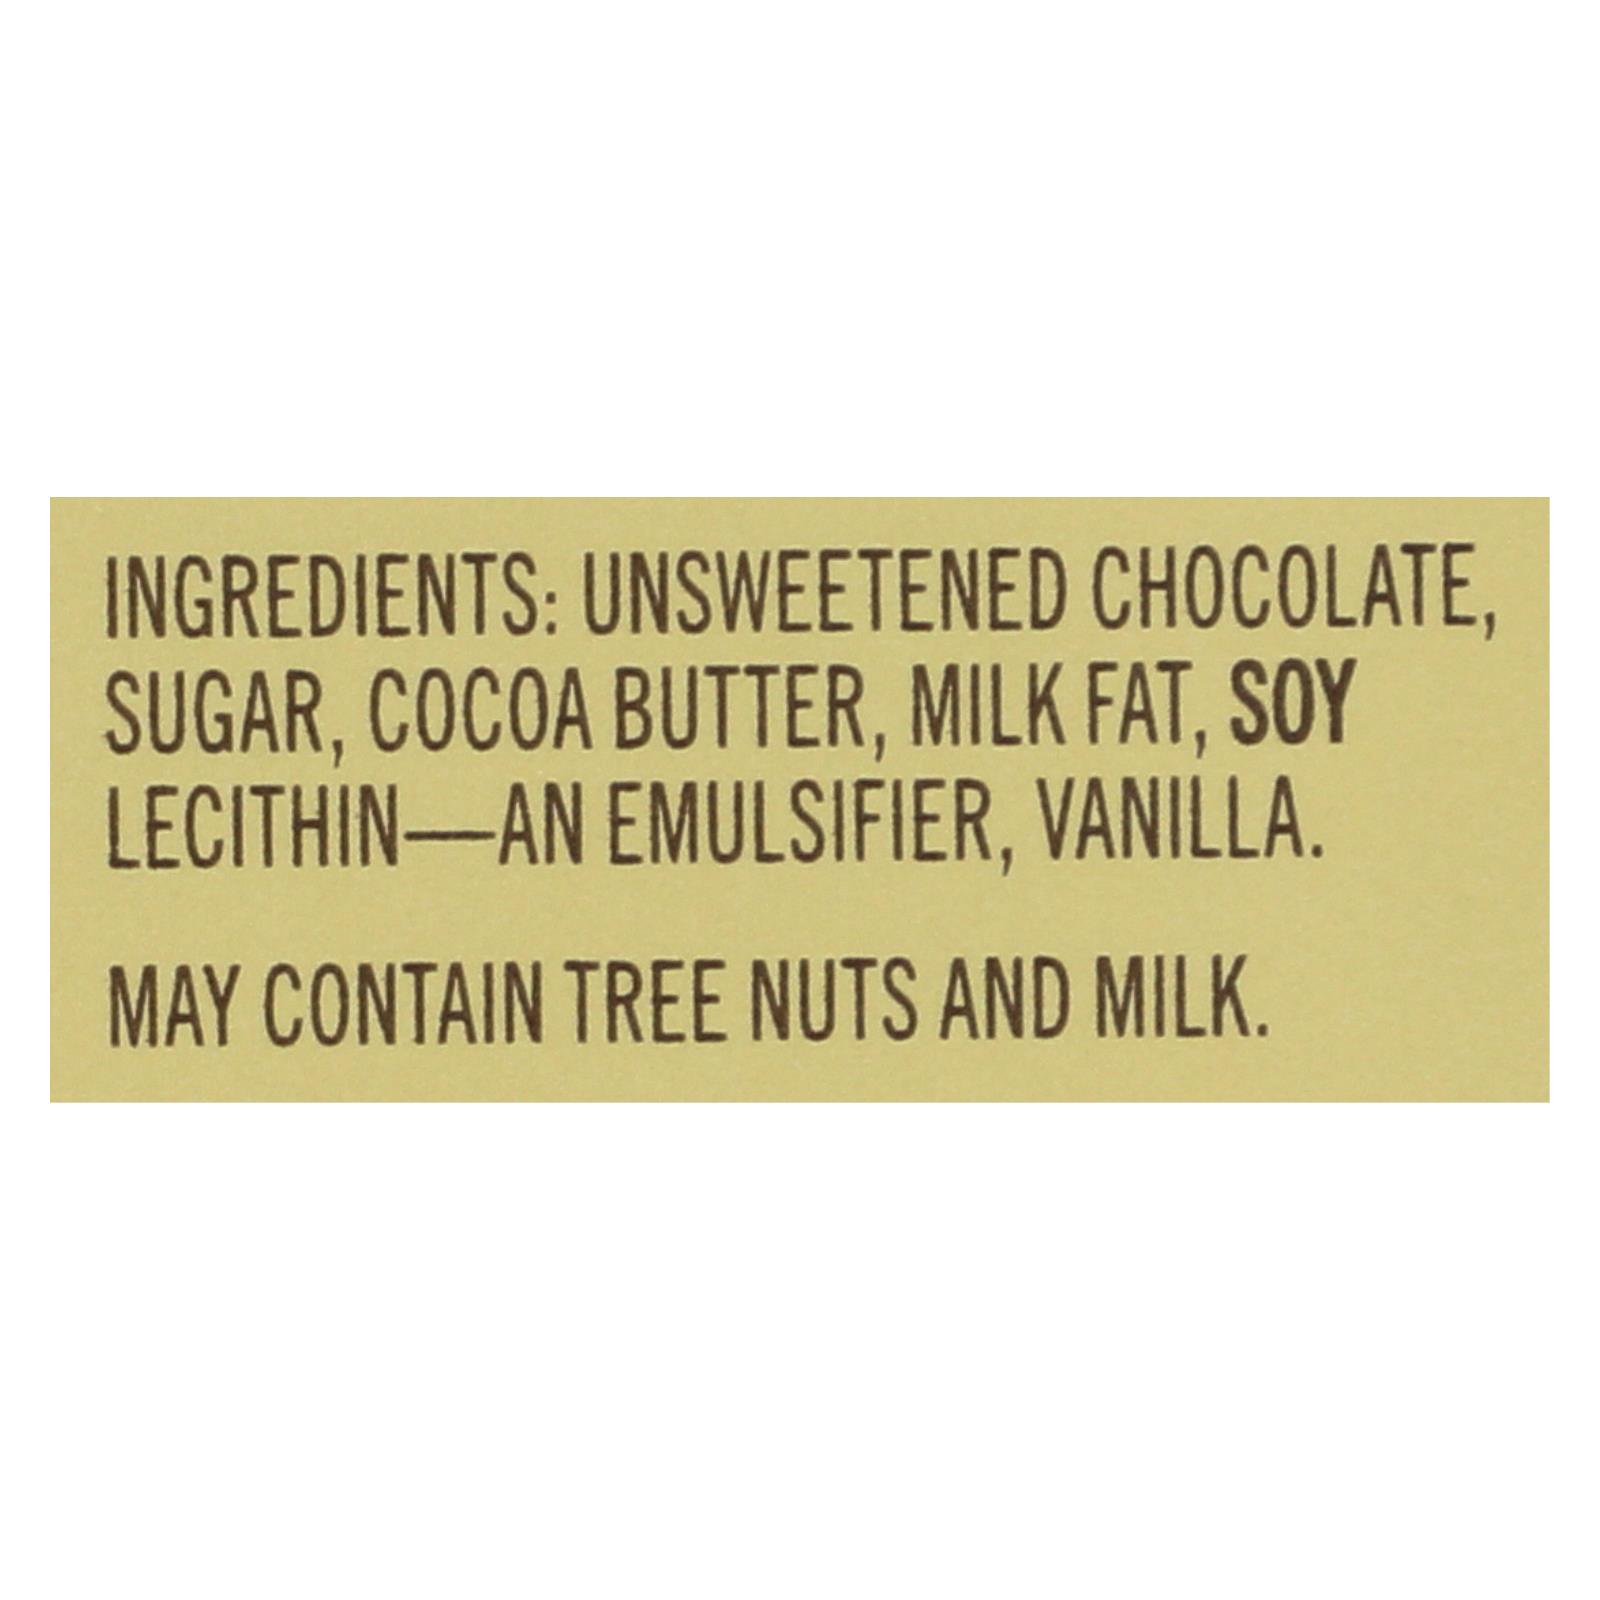 INGREDIENTS: UNSWEETENED CHOCOLATE,
SUGAR, COCOA BUTTER, MILK FAT, SOY
LECITHIN—AN EMULSIFIER, VANILLA.
MAY CONTAIN TREE NUTS AND MILK.